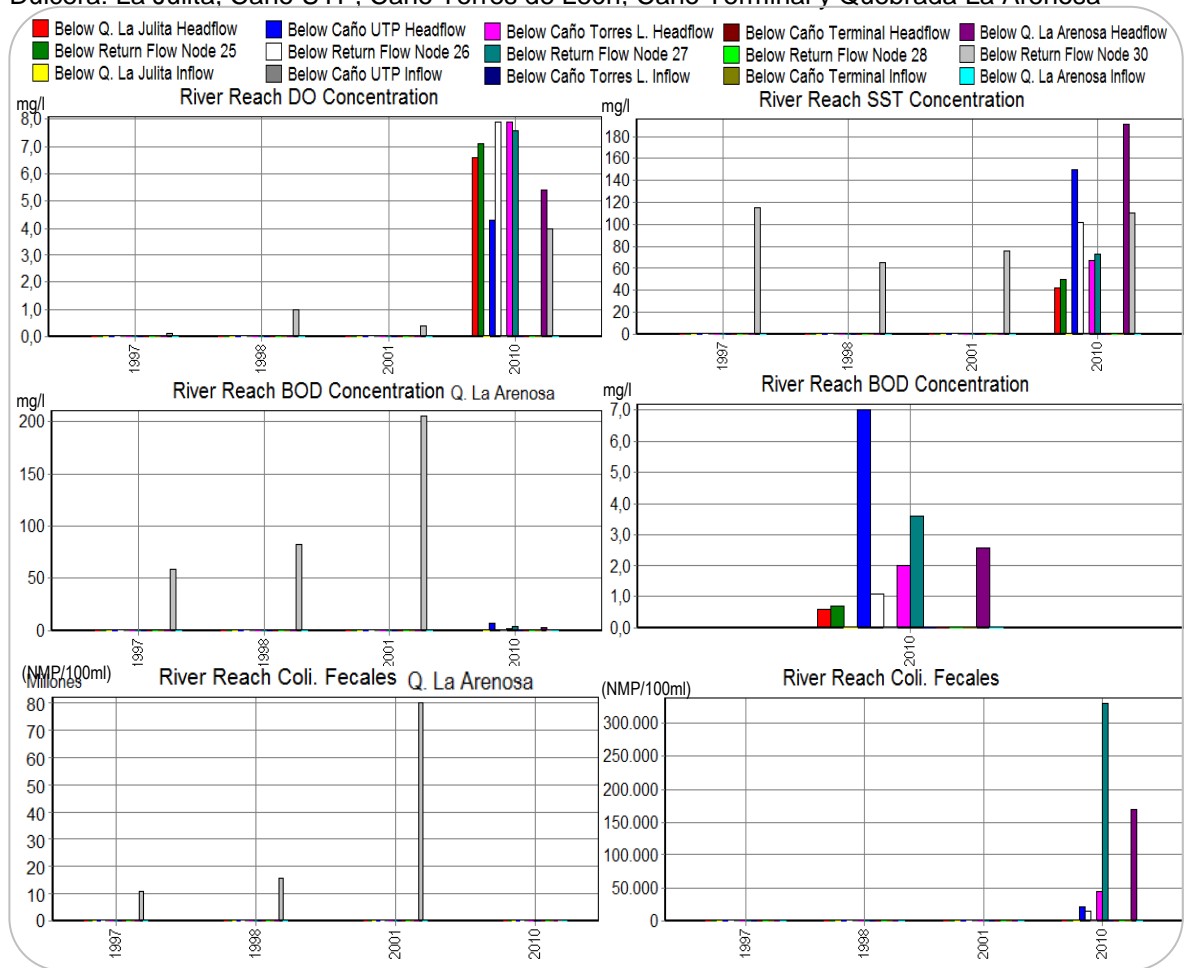 Dulcera: La Julita, Caño UTP, Caño Torres de León, Caño Terminal y Quebrada La Arenosa
Below Q. La Julita Headflow
Below Caño UTP Headflow
Below Caño Torres L. Headflow
Below Caño Terminal Headflow
Below Q. La Arenosa Headflow
Below Return Flow Node 25
Below Return Flow Node 26
Below Return Flow Node 27
Below Return Flow Node 28
Below Return Flow Node 30
Below Q. La Julita Inflow
Below Caño UTP Inflow
Below Caño Torres L. Inflow
Below Caño Terminal Inflow
Below Q. La Arenosa Inflow
River Reach DO Concentration
mg/l
8,0
7,0
6,0
5,0
4,0
3,0
2,0
1,0
0,0
1997
1998
2001
2010
River Reach SST Concentration
mg/l
180
160
140
120
100
80
60
40
20
0
1997
1998
2001
2010
River Reach BOD Concentration Q. La Arenosa
mg/l
200
150
100
50
0
1997
1998
2001
2010
River Reach BOD Concentration
mg/l
7,0
6,0
5,0
4,0
3,0
2,0
1,0
0,0
2010
River Reach Coli. Fecales Q. La Arenosa
(NMP/100ml)
Millones
80
70
60
50
40
30
20
10
0
1997
1998
2001
2010
River Reach Coli. Fecales
(NMP/100ml)
300.000
250.000
200.000
150.000
100.000
50.000
0
1997
1998
2001
2010